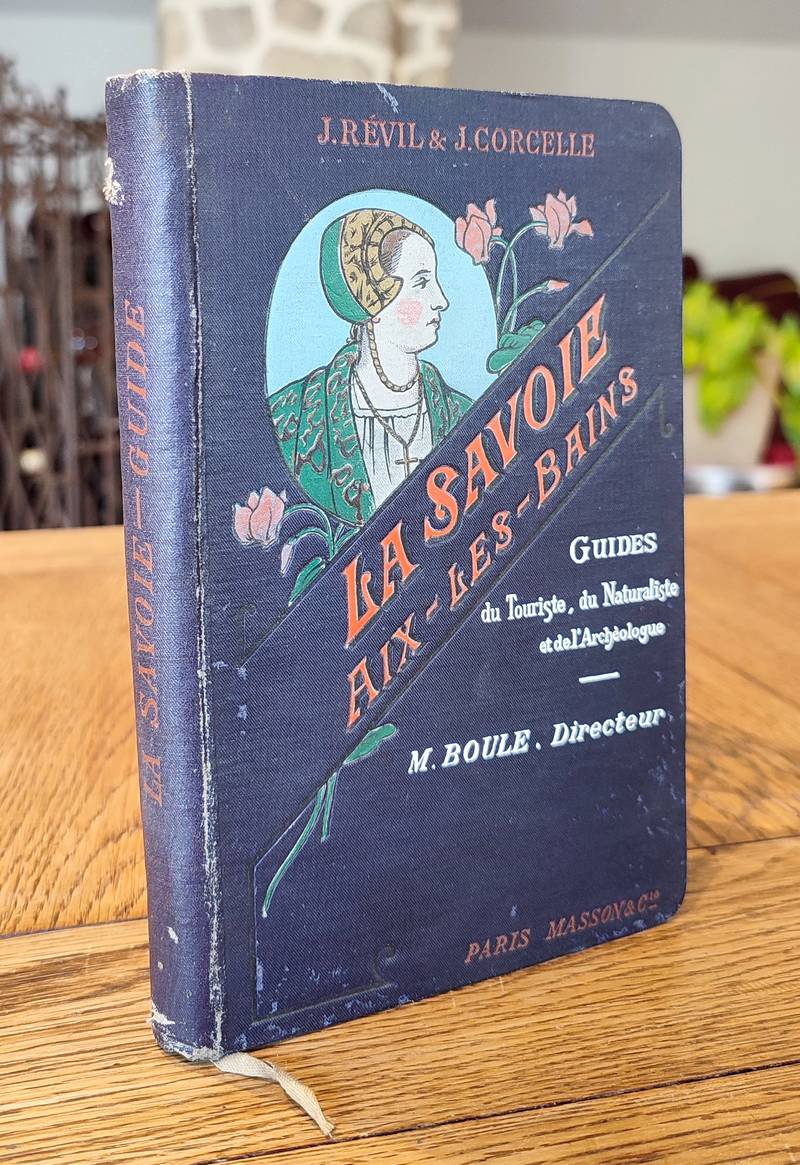 J. RÉVIL & J. CORCELLE
LA SAVOIE
AIX-LES-BAINS
GUIDES
du Touriste, du Naturaliste
et de l'Archéologue
M. BOULE. Directeur
PARIS MASSON & Cie
LA SAVOIE - GUIDE